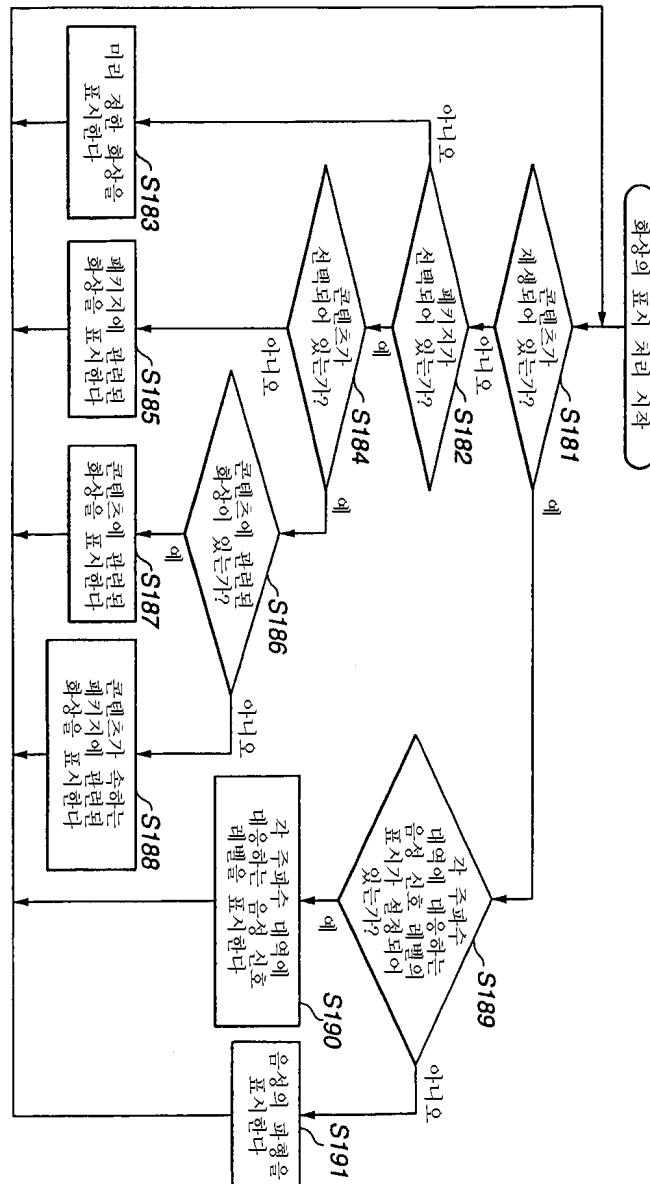 화상의 표시 처리 시작
콘텐츠가
재생되어 있는가?
S181
예
아니오
패키지가
선택되어 있는가?
S182
아니오
예
미리 정한 화상을
표시한다
S183
콘텐츠가
선택되어 있는가?
S184
예
아니오
패키지에 관련된
화상을 표시한다
S185
콘텐츠에 관련된
화상이 있는가?
S186
예
아니오
콘텐츠에 관련된
화상을 표시한다
S187
콘텐츠가 속하는
패키지에 관련된
화상을 표시한다
S188
각 주파수
대역에 대응하는
음성 신호 레벨의
표시가 설정되어
있는가?
S189
예
아니오
각 주파수 대역에
대응하는 음성 신호
레벨을 표시한다
S190
음성의 파형을
표시한다
S191